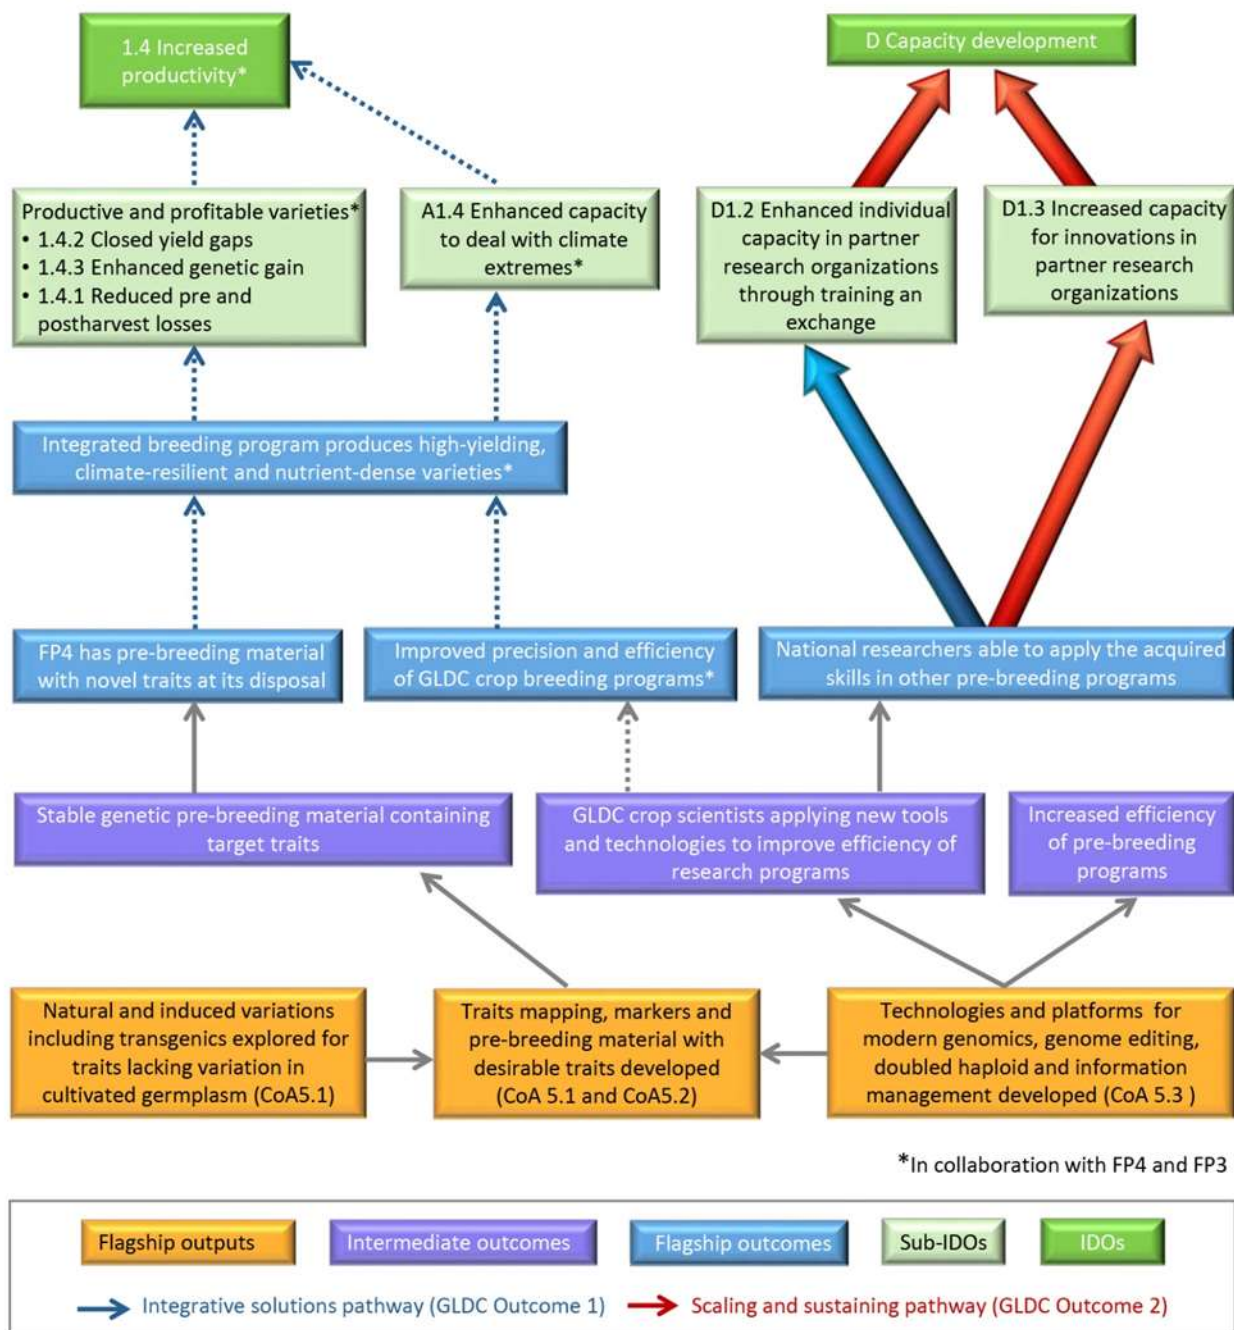 1.4 Increased
productivity*
D Capacity development
Productive and profitable varieties*
• 1.4.2 Closed yield gaps
• 1.4.3 Enhanced genetic gain
• 1.4.1 Reduced pre and
postharvest losses
A1.4 Enhanced capacity
to deal with climate
extremes*
D1.2 Enhanced individual
capacity in partner
research organizations
through training an
exchange
D1.3 Increased capacity
for innovations in
partner research
organizations
Integrated breeding program produces high-yielding,
climate-resilient and nutrient-dense varieties*
FP4 has pre-breeding material
with novel traits at its disposal
Improved precision and efficiency
of GLDC crop breeding programs*
National researchers able to apply the acquired
skills in other pre-breeding programs
Stable genetic pre-breeding material containing
target traits
GLDC crop scientists applying new tools
and technologies to improve efficiency of
research programs
Increased efficiency
of pre-breeding
programs
Natural and induced variations
including transgenics explored for
traits lacking variation in
cultivated germplasm (CoA5.1)
Traits mapping, markers and
pre-breeding material with
desirable traits developed
(CoA 5.1 and CoA5.2)
Technologies and platforms for
modern genomics, genome editing,
doubled haploid and information
management developed (CoA 5.3 )
*In collaboration with FP4 and FP3
Flagship outputs
Intermediate outcomes
Flagship outcomes
Sub-IDOs
IDOs
Integrative solutions pathway (GLDC Outcome 1)
Scaling and sustaining pathway (GLDC Outcome 2)